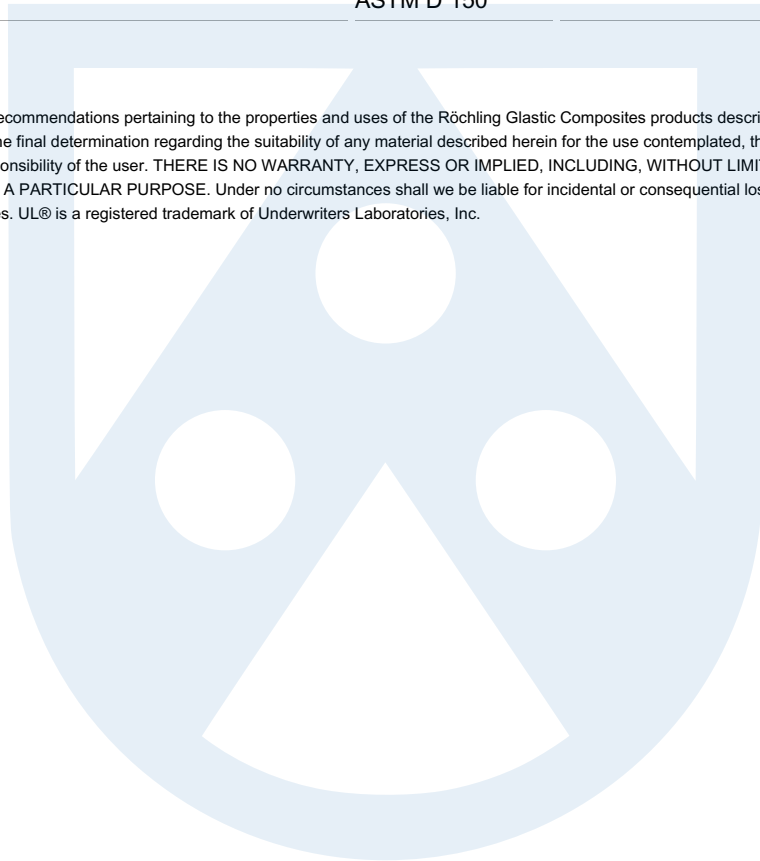 ASTM D 150
ecommendations pertaining to the properties and uses of the Röchling Glastic Composites products descri
e final determination regarding the suitability of any material described herein for the use contemplated, th
onsibility of the user. THERE IS NO WARRANTY, EXPRESS OR IMPLIED, INCLUDING, WITHOUT LIMI
A PARTICULAR PURPOSE. Under no circumstances shall we be liable for incidental or consequential los
s. UL® is a registered trademark of Underwriters Laboratories, Inc.